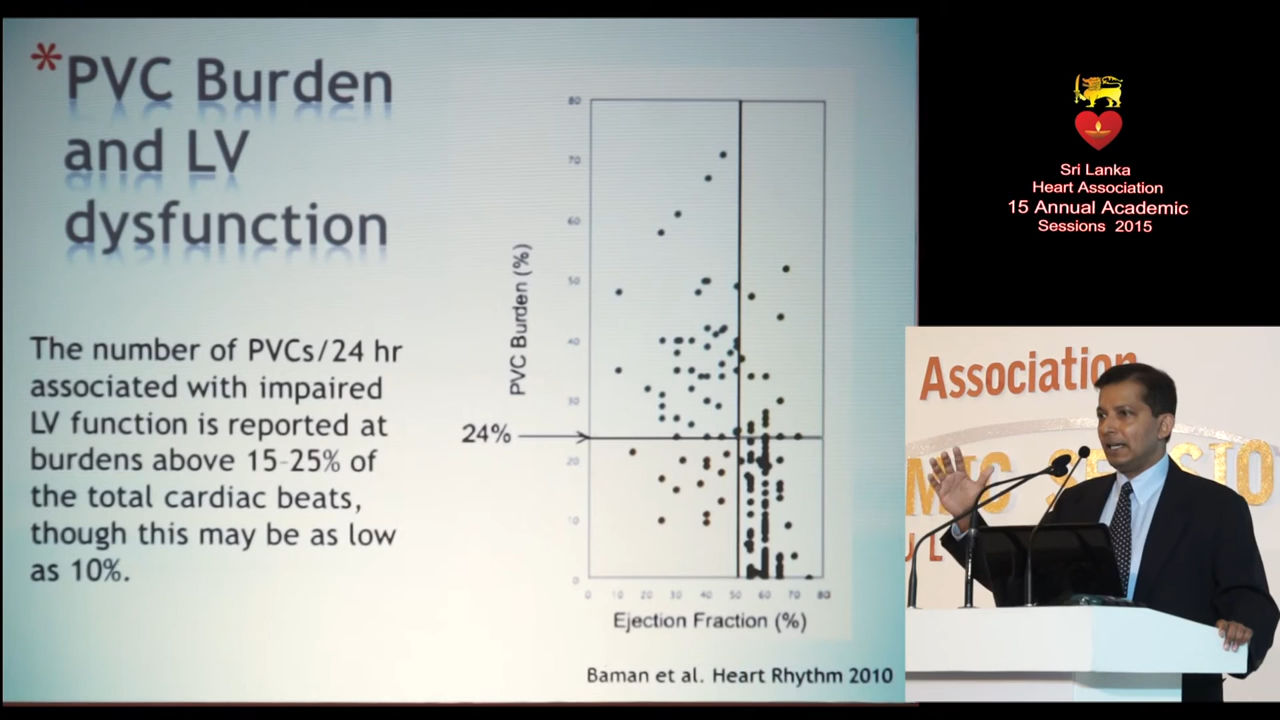 *PVC Burden
and LV
dysfunction
The number of PVCs/24 hr
associated with impaired
LV function is reported at
burdens above 15-25% of
the total cardiac beats,
though this may be as low
as 10%.
PVC Burden (%)
80
70
60
50
40
30
20
10
0
24%
0 10 20 30 40 50 60 70 80
Ejection Fraction (%)
Baman et al. Heart Rhythm 2010
Sri Lanka
Heart Association
15 Annual Academic
Sessions 2015
Association
MIC SESSIO
U L